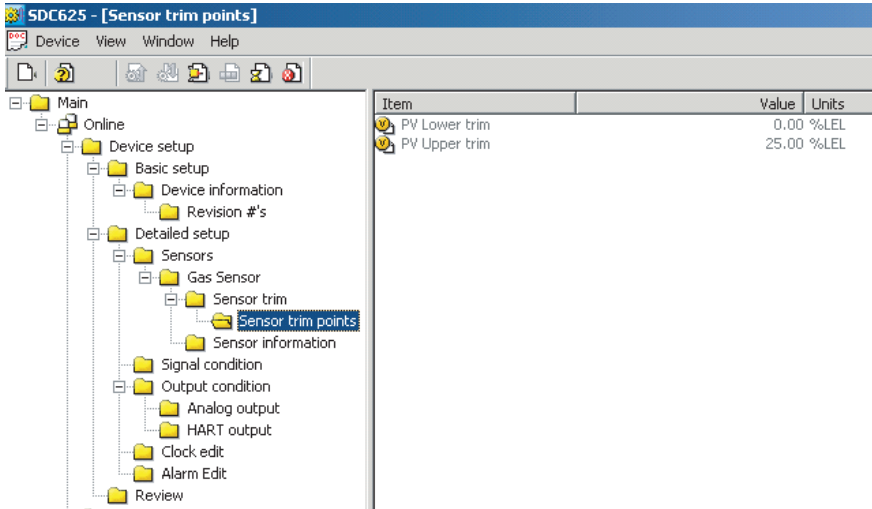 SDC625 - [Sensor trim points]
DOC Device View Window Help
Main
Online
Device setup
Basic setup
Device information
Revision #'s
Detailed setup
Sensors
Gas Sensor
Sensor trim
Sensor trim points
Sensor information
Signal condition
Output condition
Analog output
HART output
Clock edit
Alarm Edit
Review
Item Value Units
PV Lower trim 0.00 %LEL
PV Upper trim 25.00 %LEL